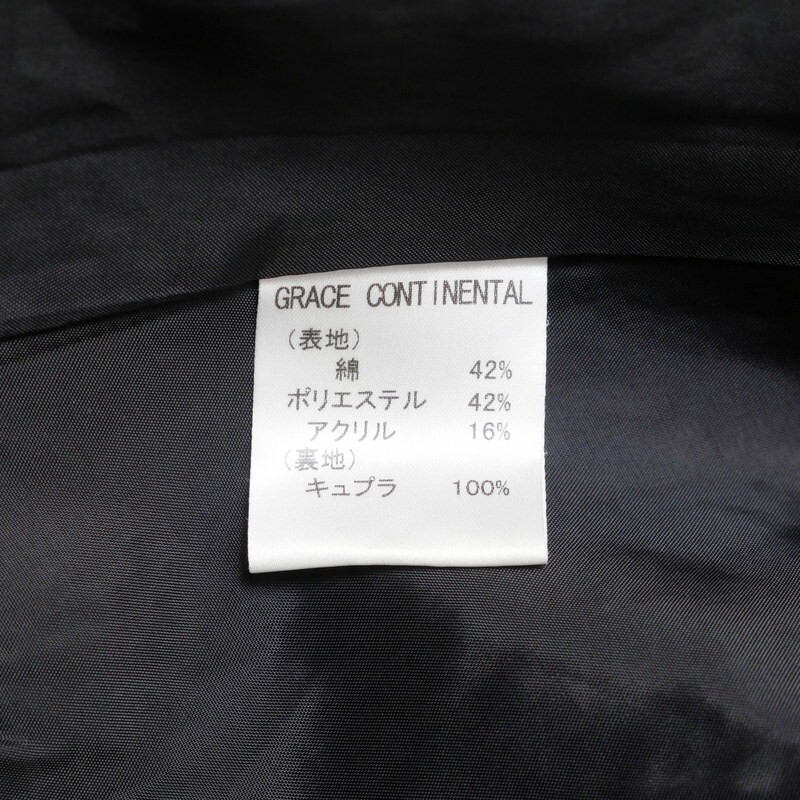 GRACE CONTINENTAL
(表地)
綿 42%
ポリエステル 42%
アクリル 16%
(裏地)
キュプラ 100%